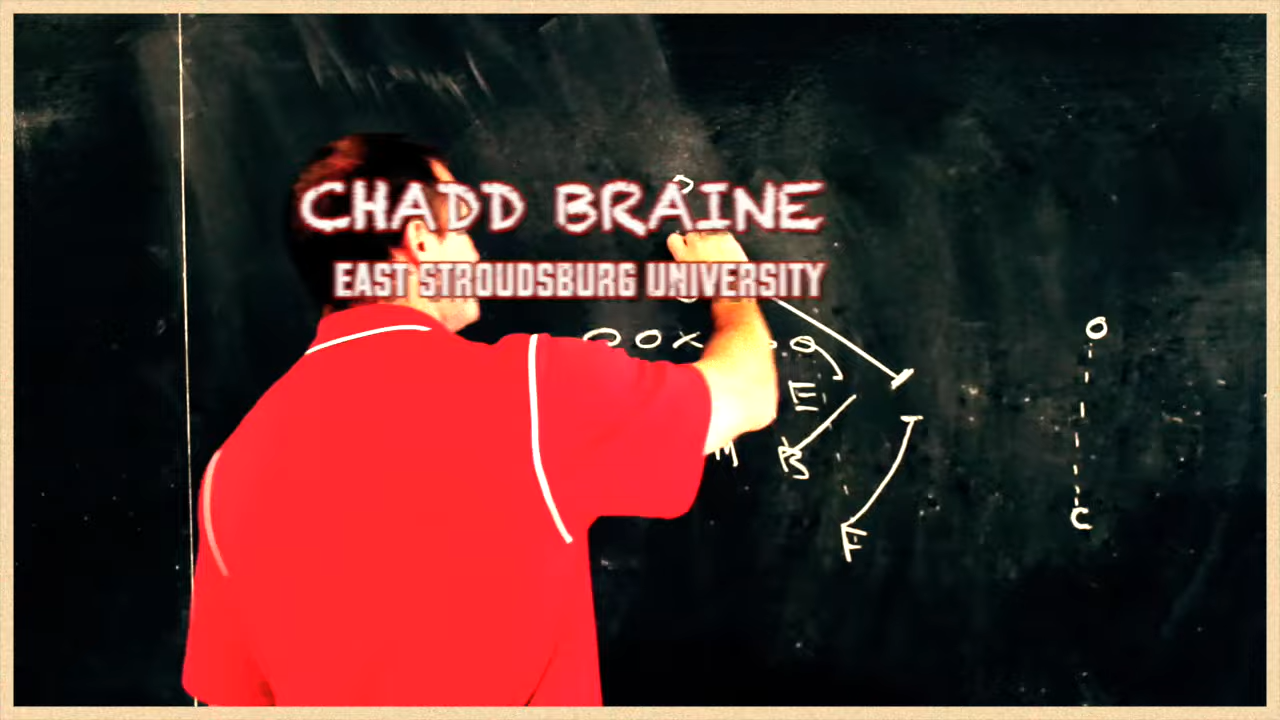 CHADD BRAINE
EAST STROUDSBURG UNIVERSITY
O O X O O
E
M B
F
C